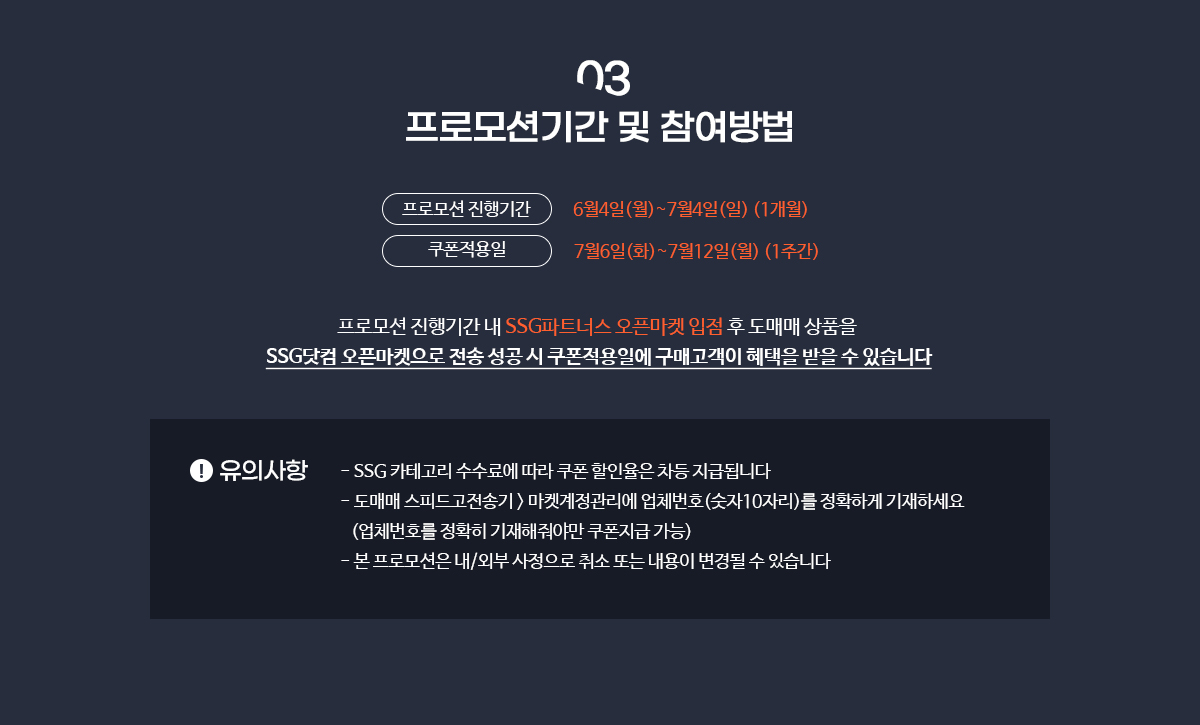 03
프로모션기간 및 참여방법
프로모션 진행기간 6월4일(월)~7월4일(일) (1개월)
쿠폰적용일 7월6일(화)~7월12일(월) (1주간)
프로모션 진행기간 내 SSG파트너스 오픈마켓 입점 후 도매매 상품을
SSG닷컴 오픈마켓으로 전송 성공 시 쿠폰적용일에 구매고객이 혜택을 받을 수 있습니다
! 유의사항
- SSG 카테고리 수수료에 따라 쿠폰 할인율은 차등 지급됩니다
- 도매매 스피드고전송기 > 마켓계정관리에 업체번호(숫자10자리)를 정확하게 기재하세요
(업체번호를 정확히 기재해줘야만 쿠폰지급 가능)
- 본 프로모션은 내/외부 사정으로 취소 또는 내용이 변경될 수 있습니다